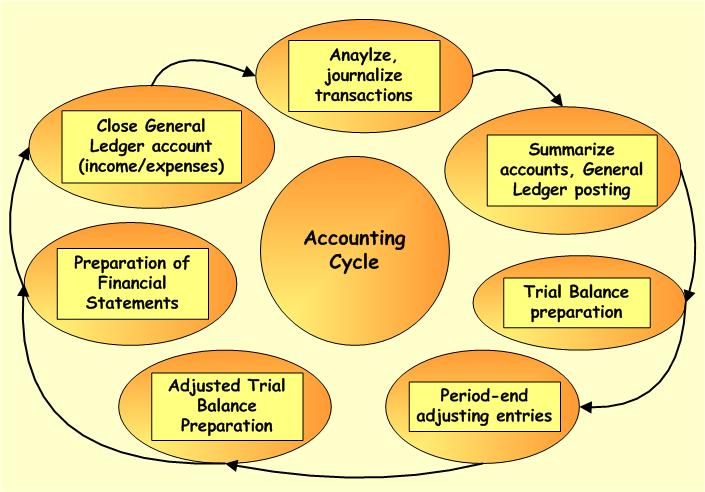 Anaylze,
journalize
transactions
Summarize
accounts, General
Ledger posting
Trial Balance
preparation
Period-end
adjusting entries
Adjusted Trial
Balance
Preparation
Preparation of
Financial
Statements
Close General
Ledger account
(income/expenses)
Accounting
Cycle